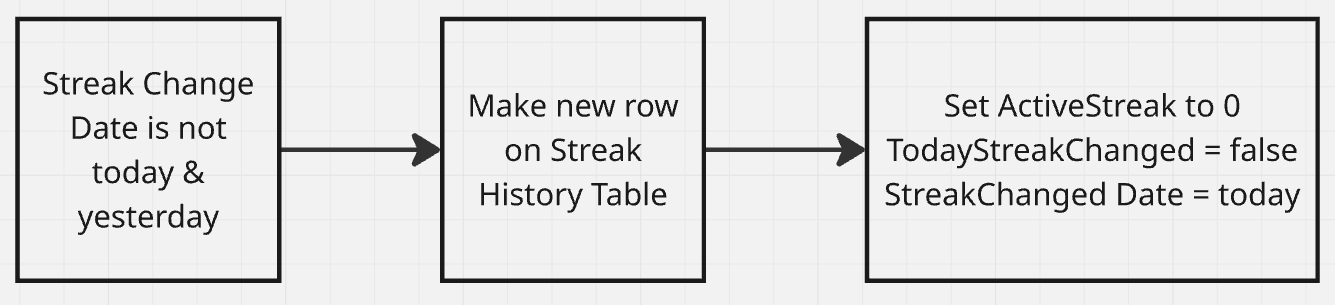 Streak Change
Date is not
today &
yesterday
Make new row
on Streak
History Table
Set ActiveStreak to 0
TodayStreakChanged = false
StreakChanged Date = today